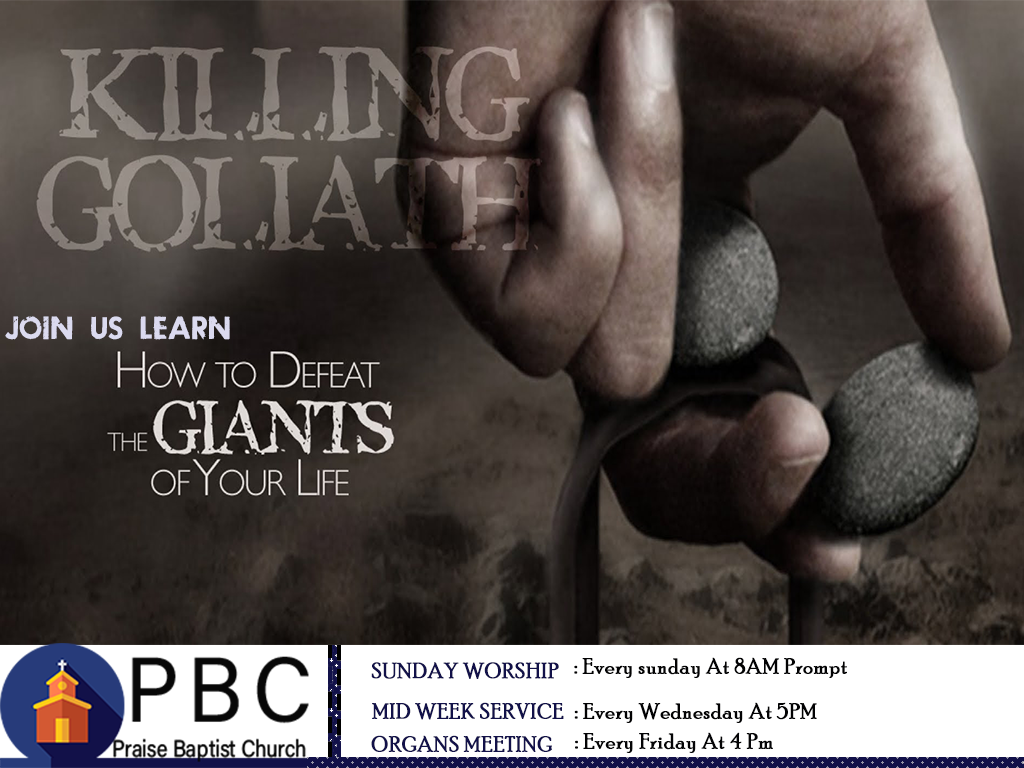 KILLING
GOLIATH
JOIN US LEARN
HOW TO DEFEAT
THE GIANTS
OF YOUR LIFE
PBC
Praise Baptist Church
SUNDAY WORSHIP : Every sunday At 8AM Prompt
MID WEEK SERVICE : Every Wednesday At 5PM
ORGANS MEETING : Every Friday At 4 Pm